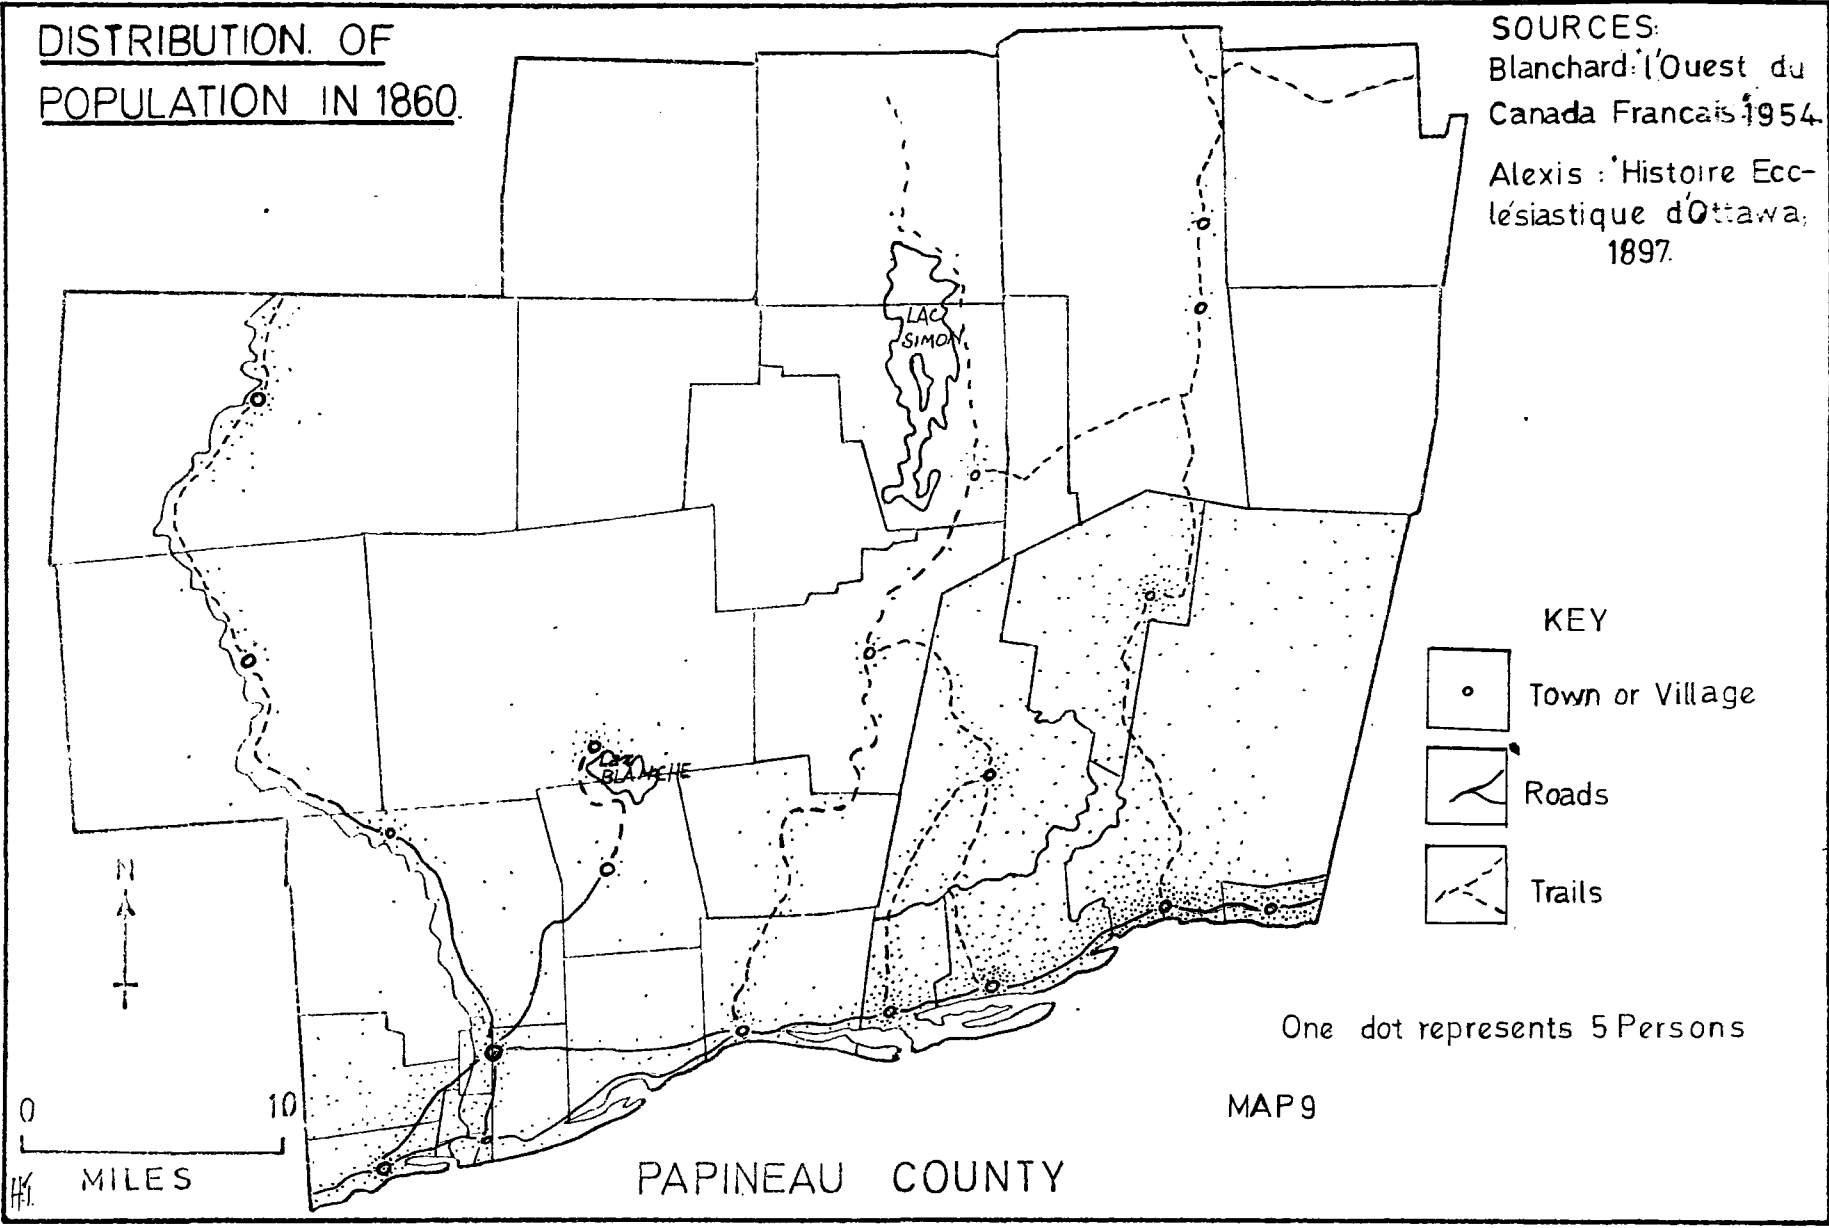 DISTRIBUTION. OF
POPULATION IN 1860.
SOURCES:
Blanchard: 'l'Ouest du
Canada Francais' 1954.
Alexis : 'Histoire Ecc-
lésiastique d'Ottawa,
1897.
LAC
SIMON
Lac
BLANCHE
KEY
Town or Village
Roads
Trails
N
One dot represents 5 Persons
MAP 9
0 10
MILES
PAPINEAU COUNTY